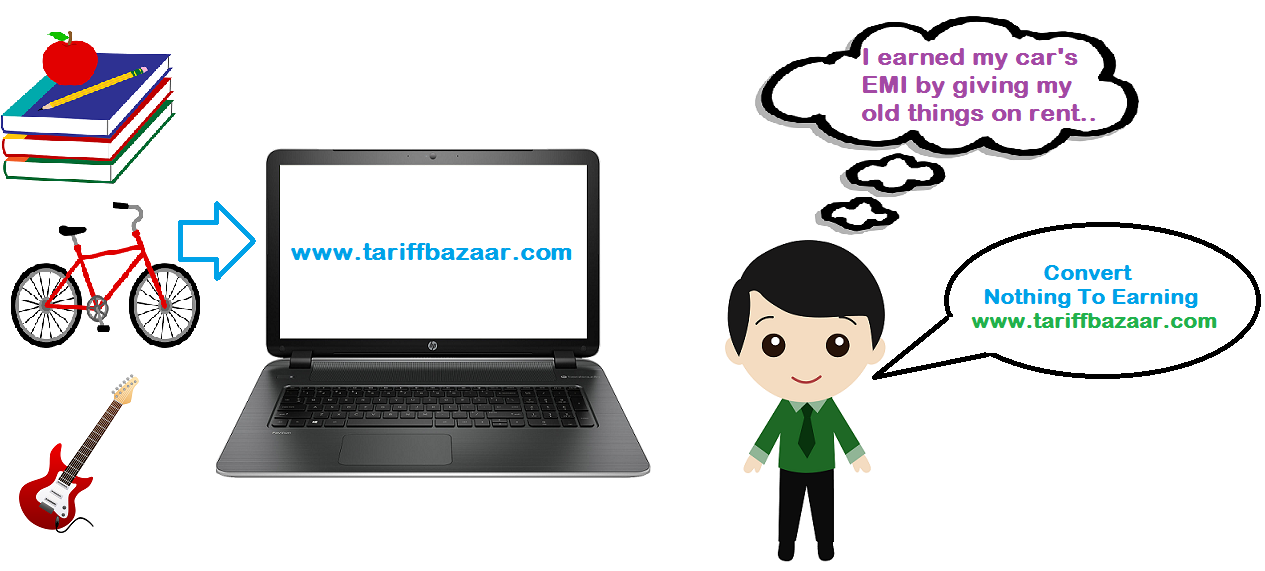 www.tariffbazaar.com
hp
I earned my car's
EMI by giving my
old things on rent..
Convert
Nothing To Earning
www.tariffbazaar.com